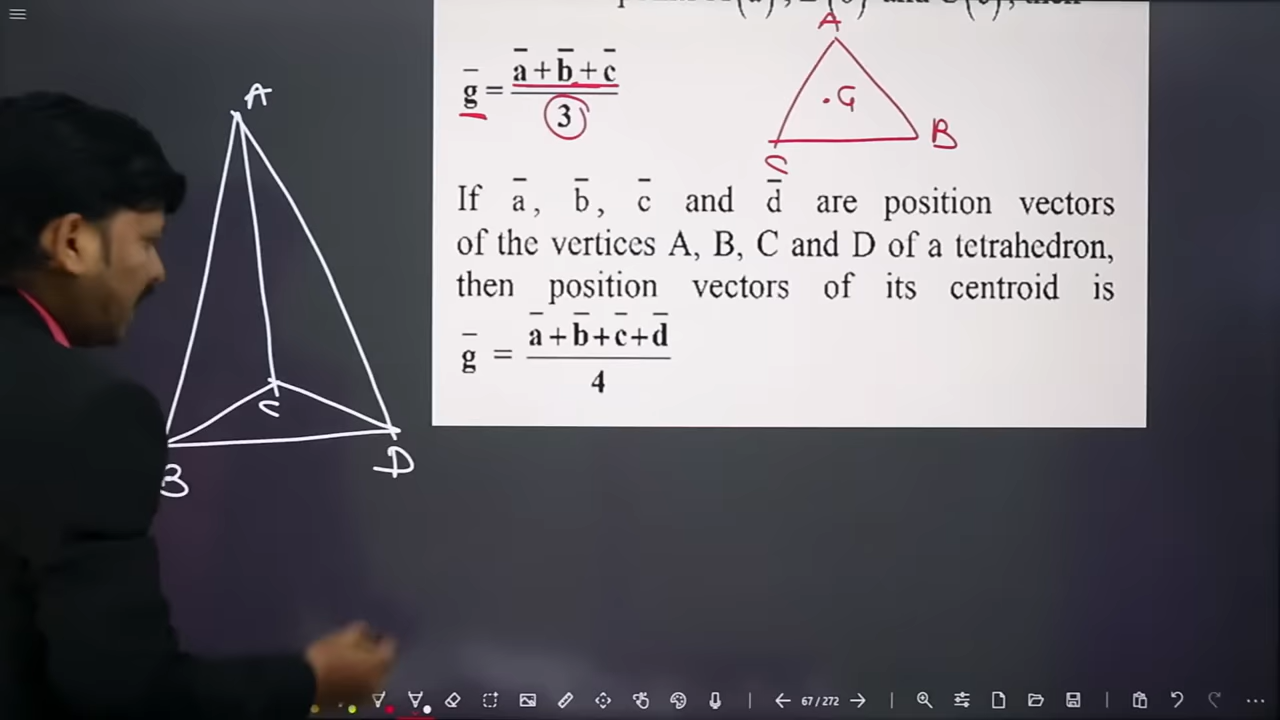 A
g̅ = a̅ + b̅ + c̅ / 3
A
G
B
C
If a̅, b̅, c̅ and d̅ are position vectors
of the vertices A, B, C and D of a tetrahedron,
then position vectors of its centroid is
g̅ = a̅ + b̅ + c̅ + d̅ / 4
C
D
B
67/272